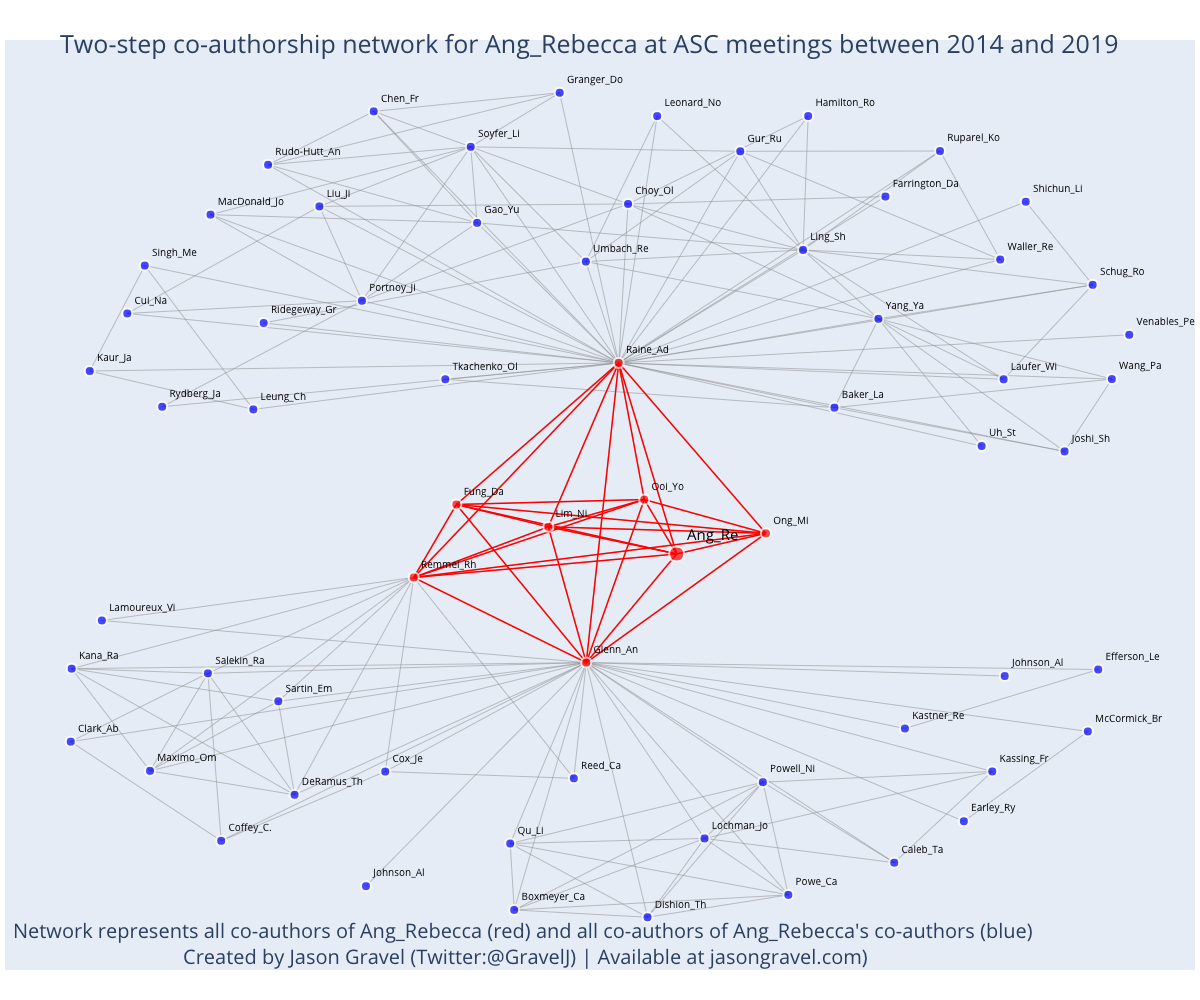 Two-step co-authorship network for Ang_Rebecca at ASC meetings between 2014 and 2019
Granger_Do
Chen_Fr
Leonard_No
Hamilton_Ro
Soyfer_Li
Gur_Ru
Ruparel_Ko
Rudo-Hutt_An
Farrington_Da
Shichun_Li
Choy_Ol
Liu_Ji
MacDonald_Jo
Gao_Yu
Ling_Sh
Umbach_Re
Waller_Re
Singh_Me
Schug_Ro
Portnoy_Ji
Cui_Na
Ridegeway_Gr
Yang_Ya
Venables_Pe
Raine_Ad
Kaur_Ja
Tkachenko_Ol
Laufer_Wi
Wang_Pa
Rydberg_Ja
Leung_Ch
Baker_La
Uh_St
Joshi_Sh
Fung_Da
Ooi_Yo
Lim_Ni
Ong_Mi
Ang_Re
Remmel_Rh
Lamoureux_Vi
Glenn_An
Kana_Ra
Salekin_Ra
Johnson_Al
Efferson_Le
Sartin_Em
Kastner_Re
McCormick_Br
Clark_Ab
Maximo_Om
Cox_Je
Reed_Ca
Kassing_Fr
Powell_Ni
DeRamus_Th
Earley_Ry
Coffey_C.
Qu_Li
Lochman_Jo
Caleb_Ta
Johnson_Al
Powe_Ca
Boxmeyer_Ca
Dishion_Th
Network represents all co-authors of Ang_Rebecca (red) and all co-authors of Ang_Rebecca's co-authors (blue)
Created by Jason Gravel (Twitter:@GravelJ) | Available at jasongravel.com)